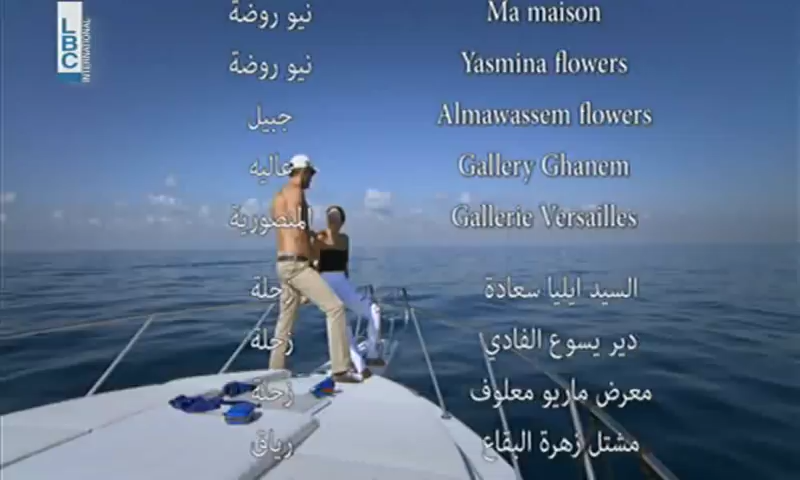 LBC
INTERNATIONAL
Ma maison نيو روضة
Yasmina flowers نيو روضة
Almawassem flowers جبيل
Gallery Ghanem عاليه
Gallerie Versailles المنصورية
السيد ايليا سعادة زحلة
دير يسوع الفادي زحلة
معرض ماريو معلوف زحلة
مشتل زهرة البقاع رياق